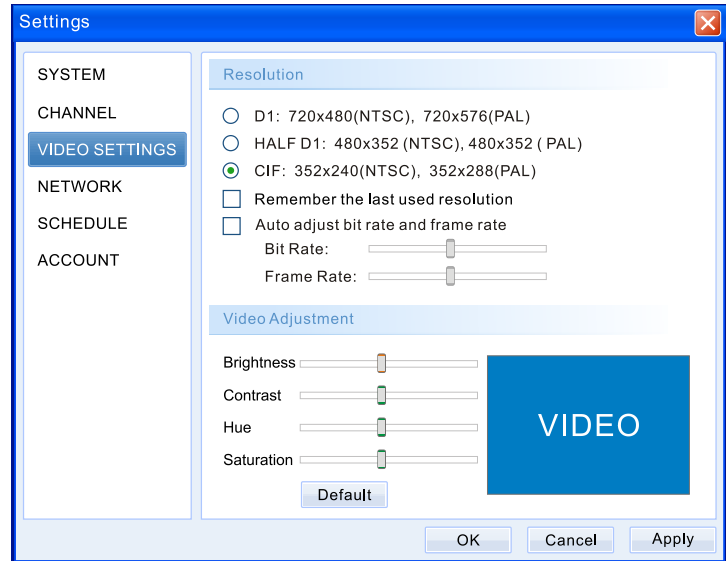 Settings
SYSTEM
CHANNEL
VIDEO SETTINGS
NETWORK
SCHEDULE
ACCOUNT
Resolution
D1: 720x480(NTSC), 720x576(PAL)
HALF D1: 480x352 (NTSC), 480x352 ( PAL)
CIF: 352x240(NTSC), 352x288(PAL)
Remember the last used resolution
Auto adjust bit rate and frame rate
Bit Rate:
Frame Rate:
Video Adjustment
Brightness
Contrast
Hue
Saturation
Default
VIDEO
OK Cancel Apply